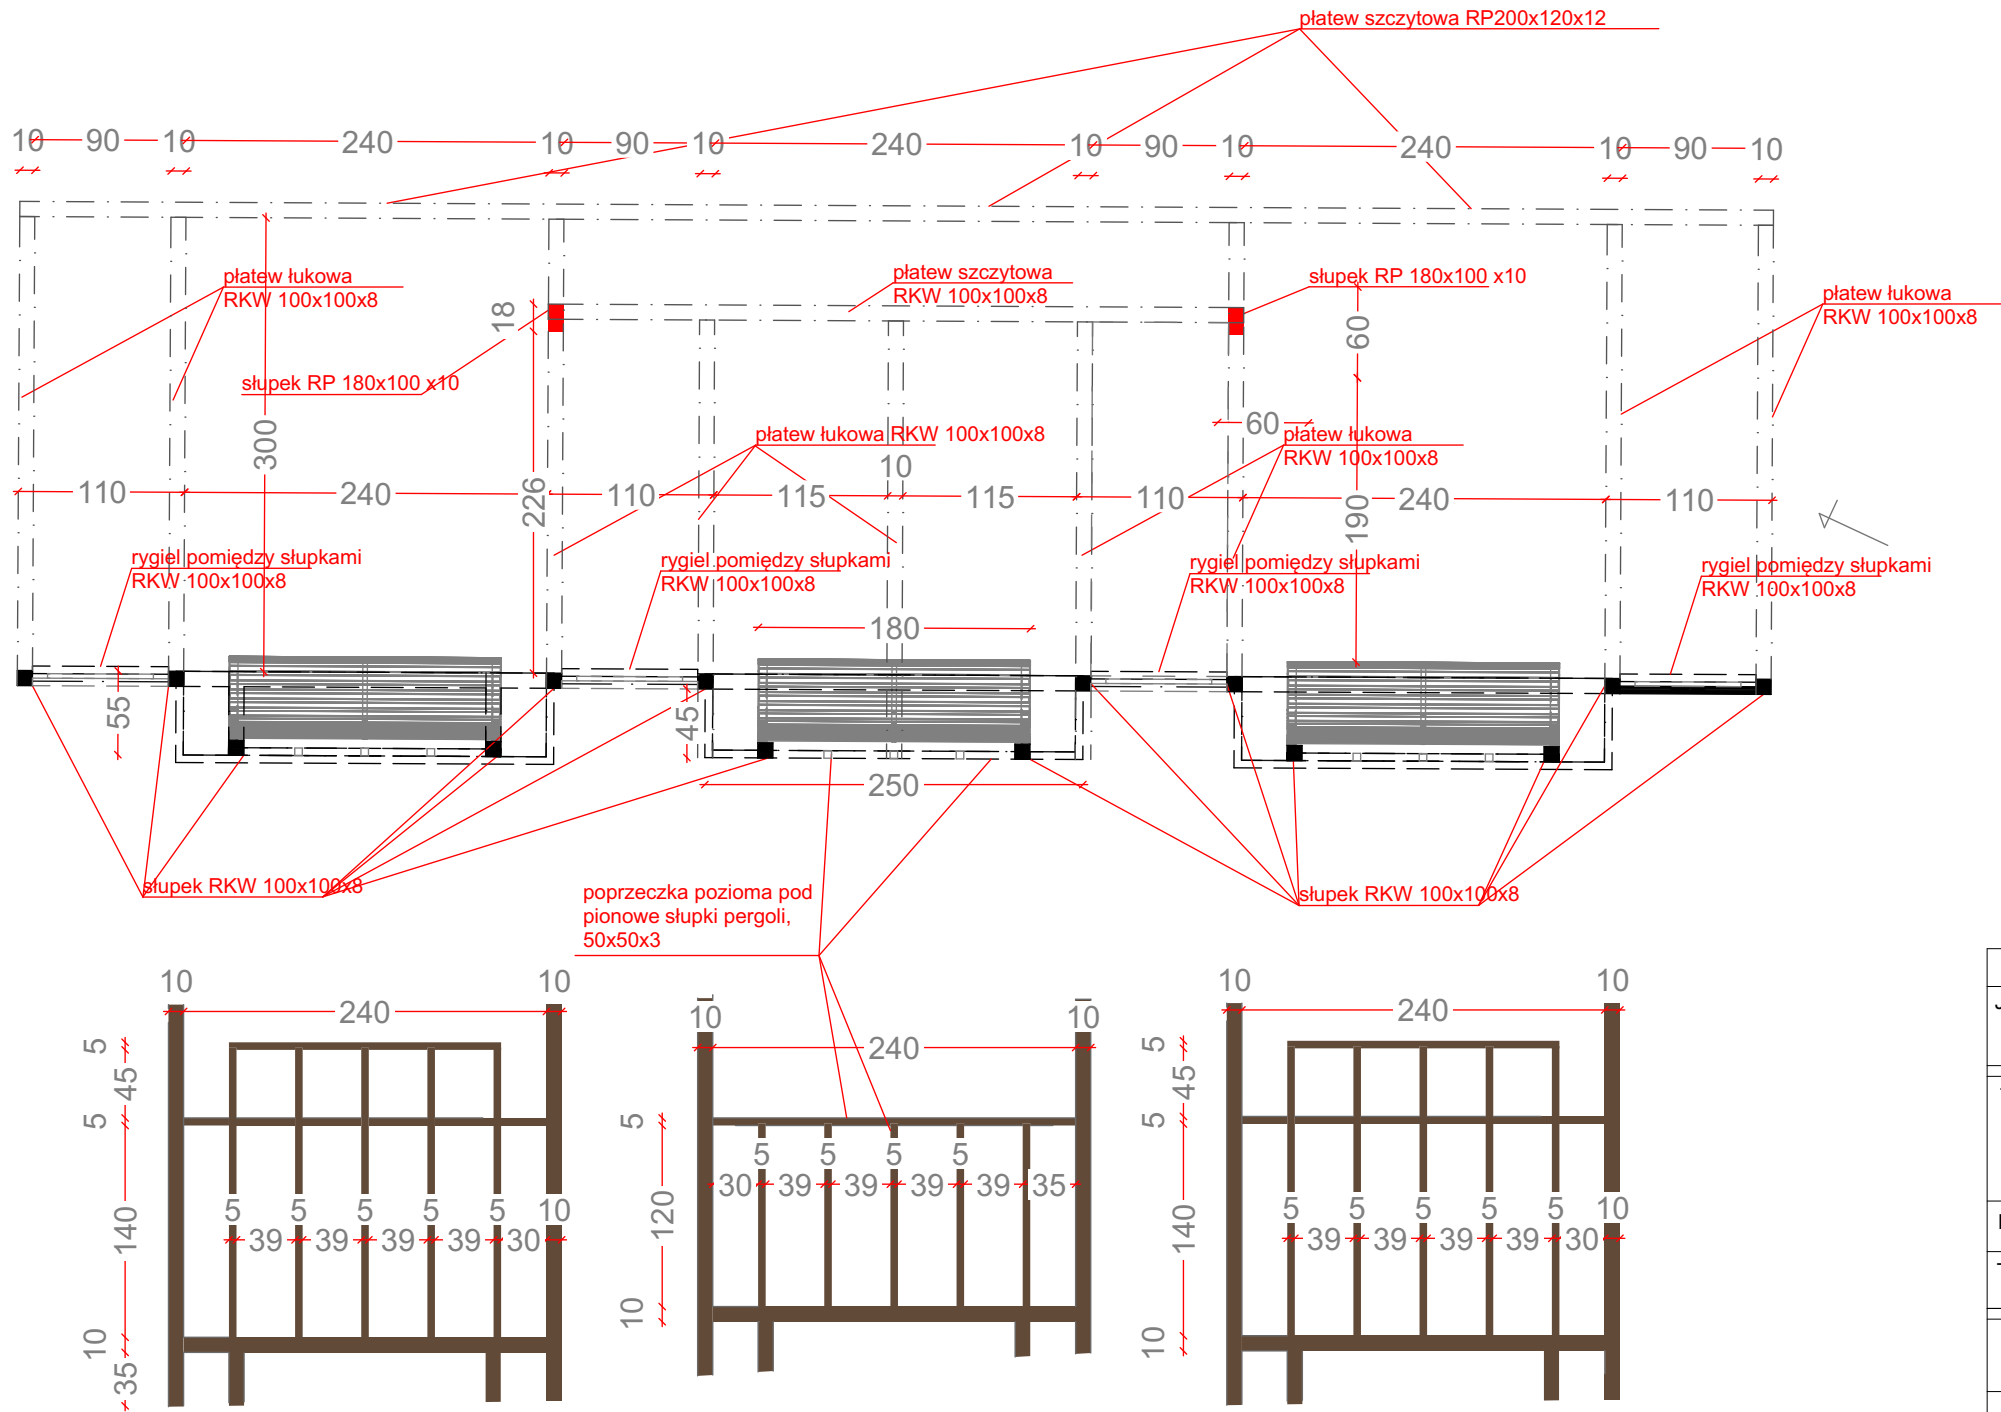 płatew szczytowa RP200x120x12
10 90 10 240 10 90 10 240 10 90 10 240 10 90 10
płatew łukowa
RKW 100x100x8
płatew szczytowa
RKW 100x100x8
słupek RP 180x100 x10
płatew łukowa
RKW 100x100x8
18
60
słupek RP 180x100 x10
300
płatew łukowa RKW 100x100x8
60
płatew łukowa
RKW 100x100x8
10
110 240 110 115 115 110 240 110
226
190
rygiel pomiędzy słupkami
RKW 100x100x8
rygiel pomiędzy słupkami
RKW 100x100x8
rygiel pomiędzy słupkami
RKW 100x100x8
rygiel pomiędzy słupkami
RKW 100x100x8
180
55
45
250
słupek RKW 100x100x8
słupek RKW 100x100x8
poprzeczka pozioma pod
pionowe słupki pergoli,
50x50x3
10 10
240
5
45
5
140
10
35
5 5 5 5 5 10
39 39 39 39 30
10 10
240
5
120
10
5 5 5 5
30 39 39 39 39 35
10 10
240
5
45
5
140
10
5 5 5 5 5 10
39 39 39 39 30